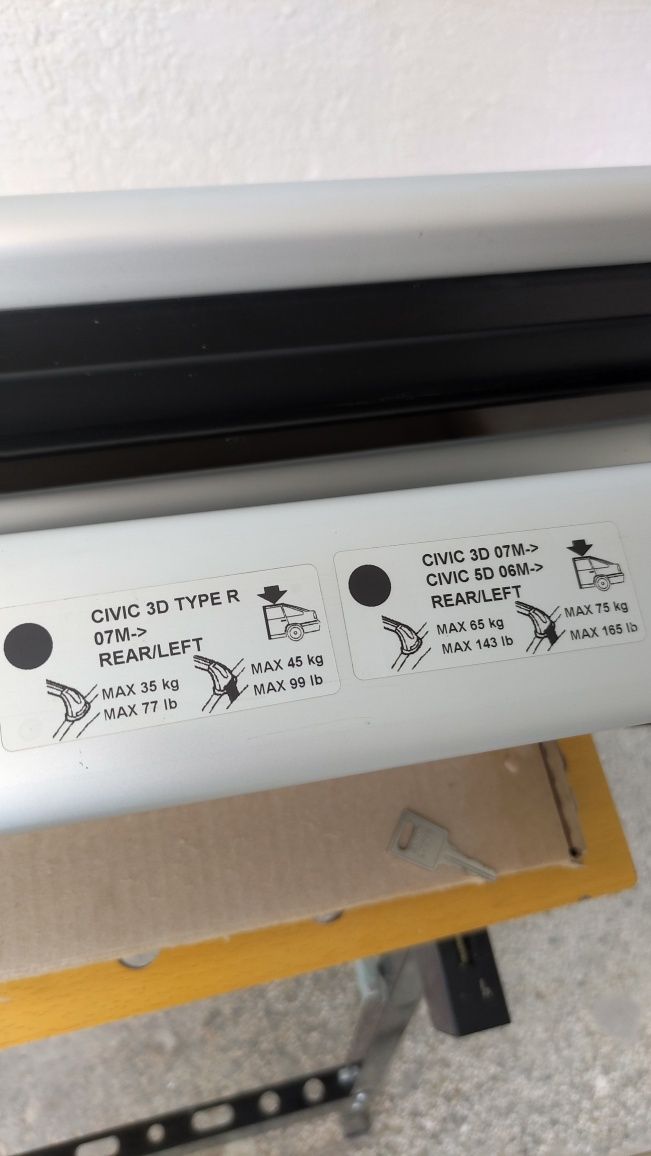 CIVIC 3D TYPE R
07M->
REAR/LEFT
MAX 35 kg
MAX 77 lb
MAX 45 kg
MAX 99 lb
CIVIC 3D 07M->
CIVIC 5D 06M->
REAR/LEFT
MAX 65 kg
MAX 143 lb
MAX 75 kg
MAX 165 lb